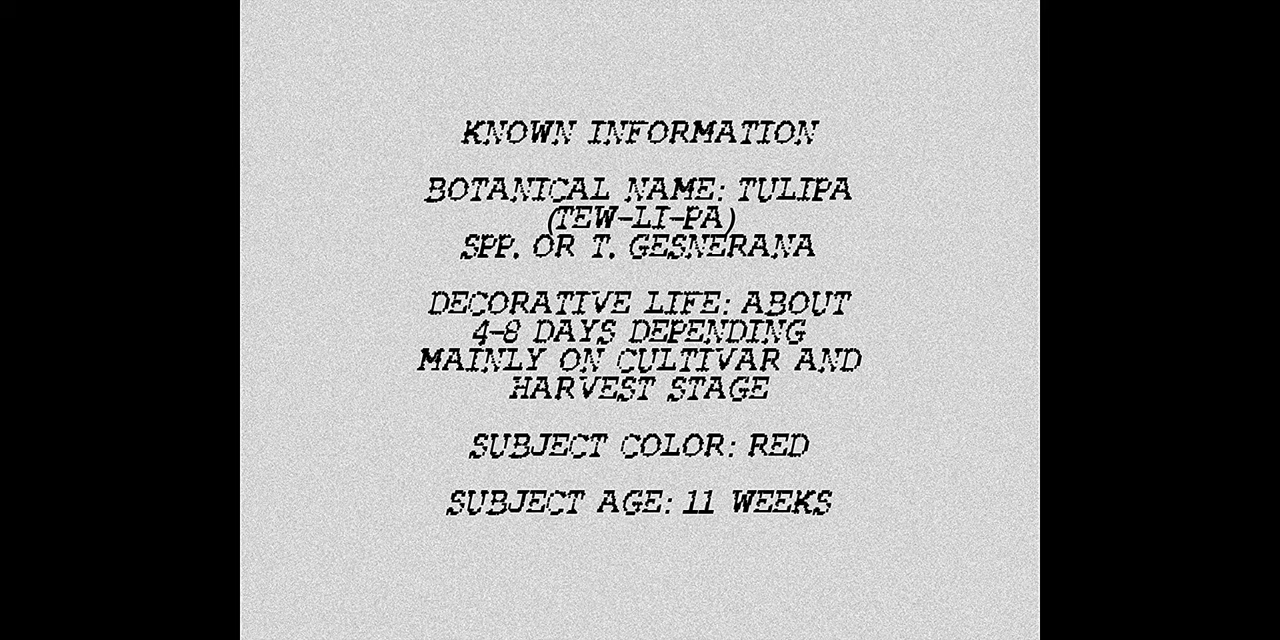 KNOWN INFORMATION
BOTANICAL NAME: TULIPA
(TEW-LI-PA)
SPP. OR T. GESNERANA
DECORATIVE LIFE: ABOUT
4-8 DAYS DEPENDING
MAINLY ON CULTIVAR AND
HARVEST STAGE
SUBJECT COLOR: RED
SUBJECT AGE: 11 WEEKS